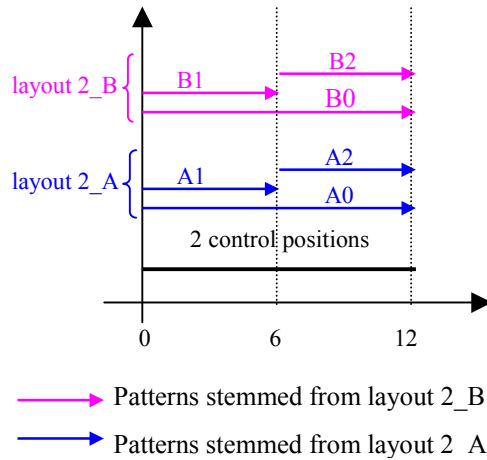 B2
layout 2_B
B1
B0
A2
layout 2_A
A1
A0
2 control positions
0 6 12
Patterns stemmed from layout 2_B
Patterns stemmed from layout 2_A